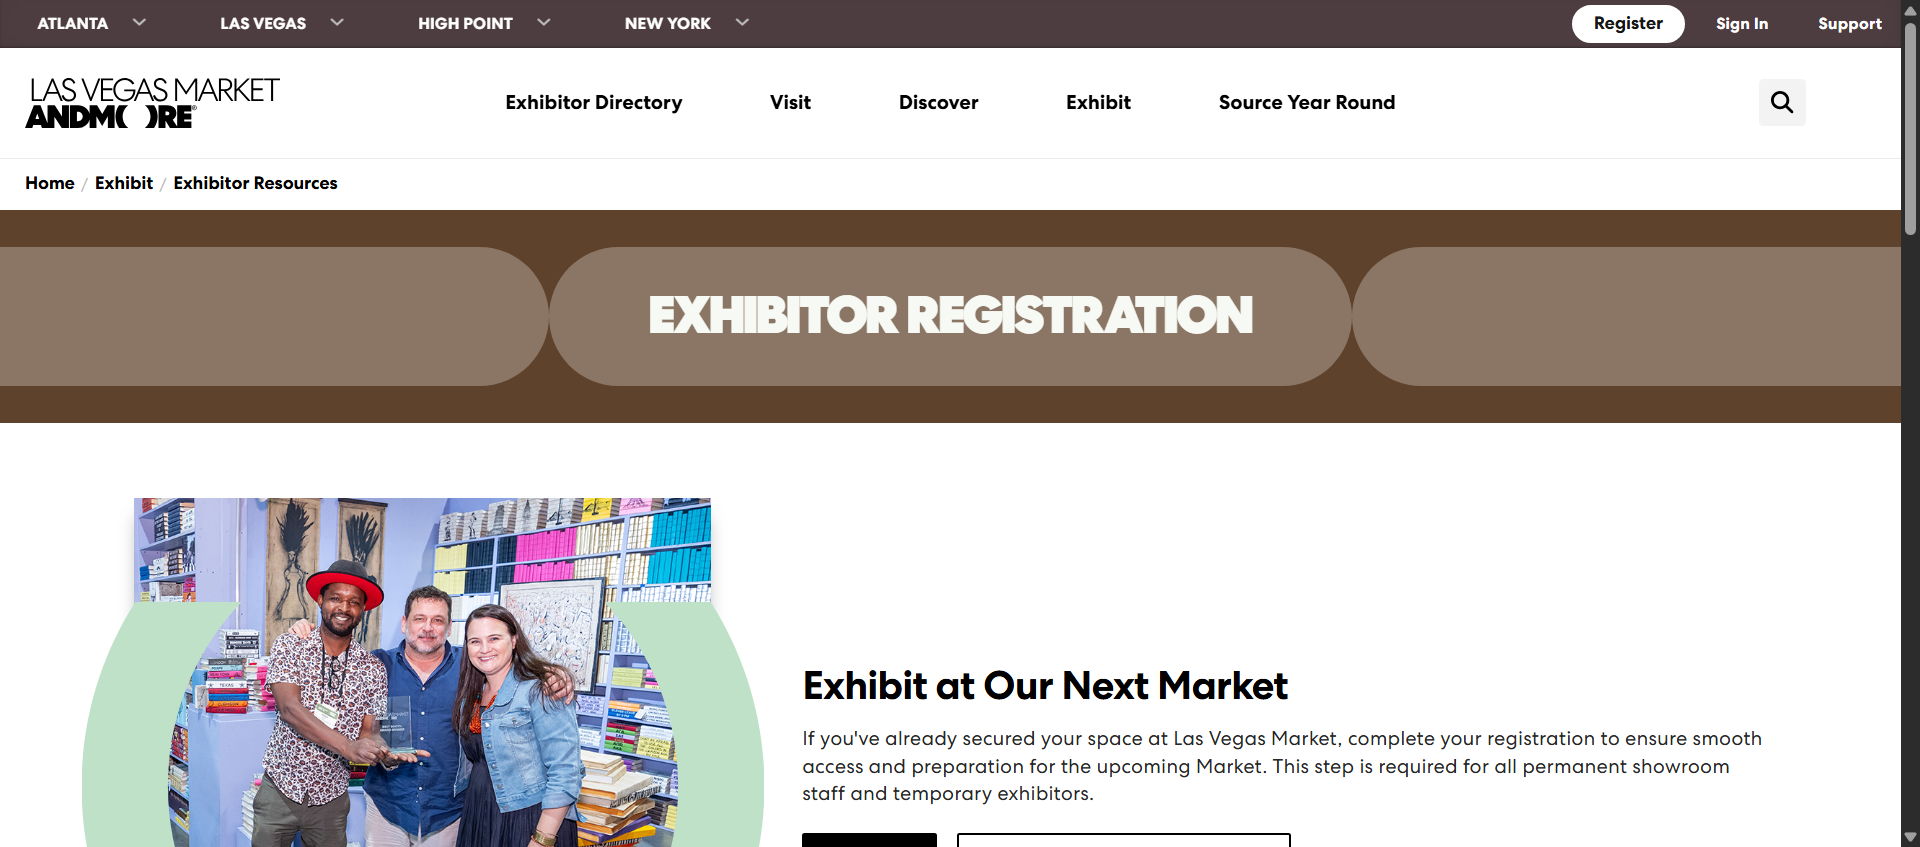 ATLANTA
LAS VEGAS
HIGH POINT
NEW YORK
Register
Sign In
Support
LAS VEGAS MARKET
ANDMORE®
Exhibitor Directory
Visit
Discover
Exhibit
Source Year Round
Home / Exhibit / Exhibitor Resources
EXHIBITOR REGISTRATION
Exhibit at Our Next Market
If you've already secured your space at Las Vegas Market, complete your registration to ensure smooth
access and preparation for the upcoming Market. This step is required for all permanent showroom
staff and temporary exhibitors.